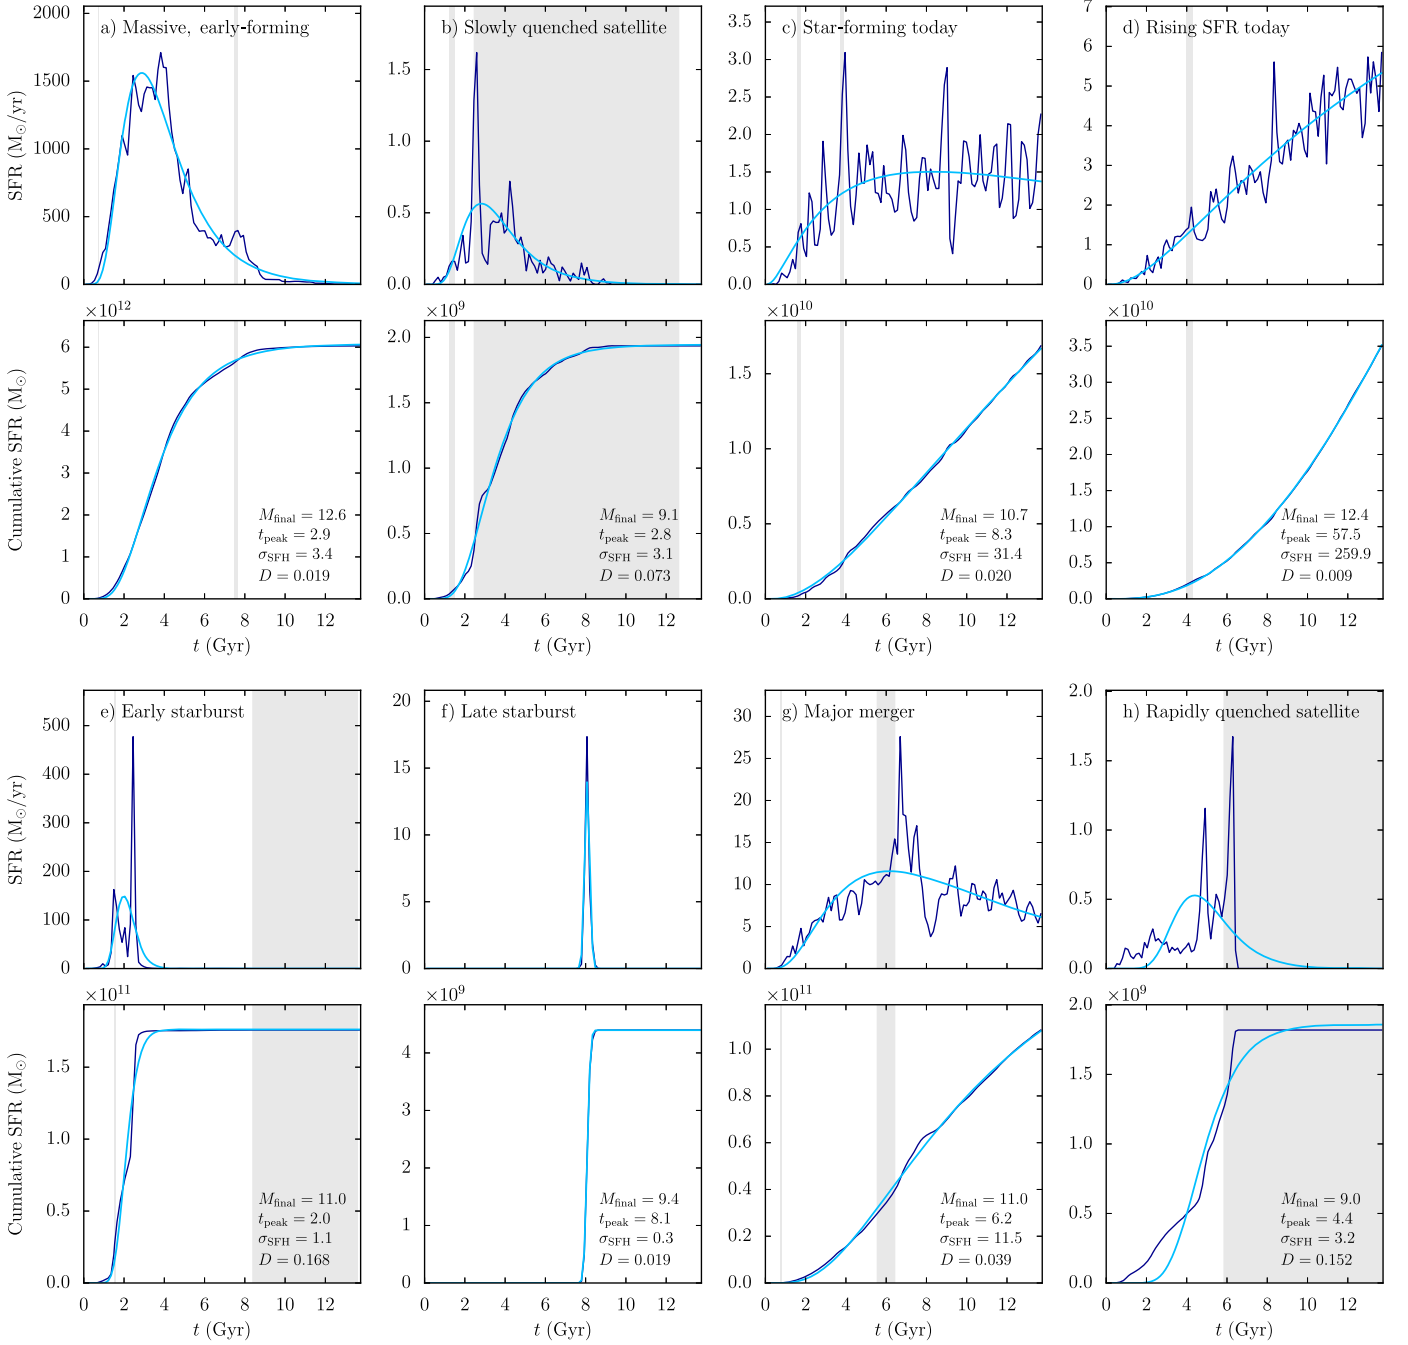 a) Massive, early-forming
b) Slowly quenched satellite
c) Star-forming today
d) Rising SFR today
SFR (M⊙/yr)
0
500
1000
1500
2000
0.0
0.5
1.0
1.5
0.0
0.5
1.0
1.5
2.0
2.5
3.0
3.5
0
1
2
3
4
5
6
7
×10¹²
×10⁹
×10¹⁰
×10¹⁰
Cumulative SFR (M⊙)
0
1
2
3
4
5
6
0.0
0.5
1.0
1.5
2.0
0.0
0.5
1.0
1.5
0.0
0.5
1.0
1.5
2.0
2.5
3.0
3.5
M_final = 12.6
t_peak = 2.9
σ_SFH = 3.4
D = 0.019
M_final = 9.1
t_peak = 2.8
σ_SFH = 3.1
D = 0.073
M_final = 10.7
t_peak = 8.3
σ_SFH = 31.4
D = 0.020
M_final = 12.4
t_peak = 57.5
σ_SFH = 259.9
D = 0.009
0 2 4 6 8 10 12
0 2 4 6 8 10 12
0 2 4 6 8 10 12
0 2 4 6 8 10 12
t (Gyr)
t (Gyr)
t (Gyr)
t (Gyr)
e) Early starburst
f) Late starburst
g) Major merger
h) Rapidly quenched satellite
SFR (M⊙/yr)
0
100
200
300
400
500
0
5
10
15
20
0
5
10
15
20
25
30
0.0
0.5
1.0
1.5
2.0
×10¹¹
×10⁹
×10¹¹
×10⁹
Cumulative SFR (M⊙)
0.0
0.5
1.0
1.5
0
1
2
3
4
0.0
0.2
0.4
0.6
0.8
1.0
0.0
0.5
1.0
1.5
2.0
M_final = 11.0
t_peak = 2.0
σ_SFH = 1.1
D = 0.168
M_final = 9.4
t_peak = 8.1
σ_SFH = 0.3
D = 0.019
M_final = 11.0
t_peak = 6.2
σ_SFH = 11.5
D = 0.039
M_final = 9.0
t_peak = 4.4
σ_SFH = 3.2
D = 0.152
0 2 4 6 8 10 12
0 2 4 6 8 10 12
0 2 4 6 8 10 12
0 2 4 6 8 10 12
t (Gyr)
t (Gyr)
t (Gyr)
t (Gyr)